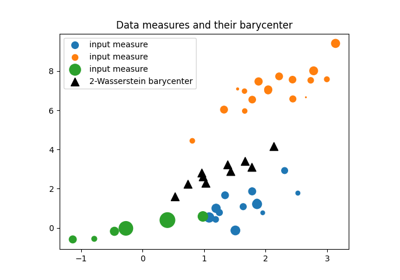 Data measures and their barycenter
input measure
input measure
input measure
2-Wasserstein barycenter
8
6
4
2
0
−1
0
1
2
3